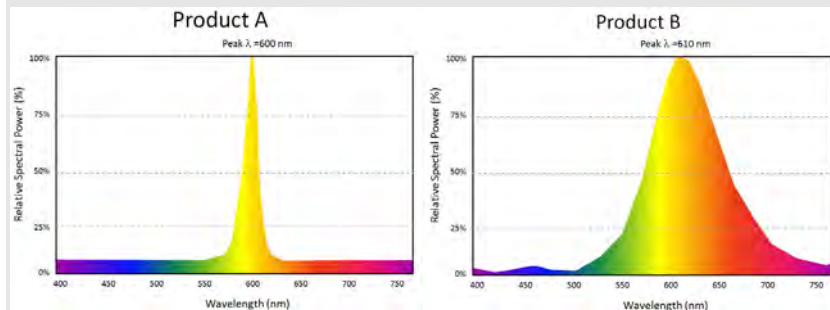 Product A
Peak λ =600 nm
100%
75%
50%
25%
0%
Relative Spectral Power (%)
400 450 500 550 600 650 700 750
Wavelength (nm)
Product B
Peak λ =610 nm
100%
75%
50%
25%
0%
Relative Spectral Power (%)
400 450 500 550 600 650 700 750
Wavelength (nm)